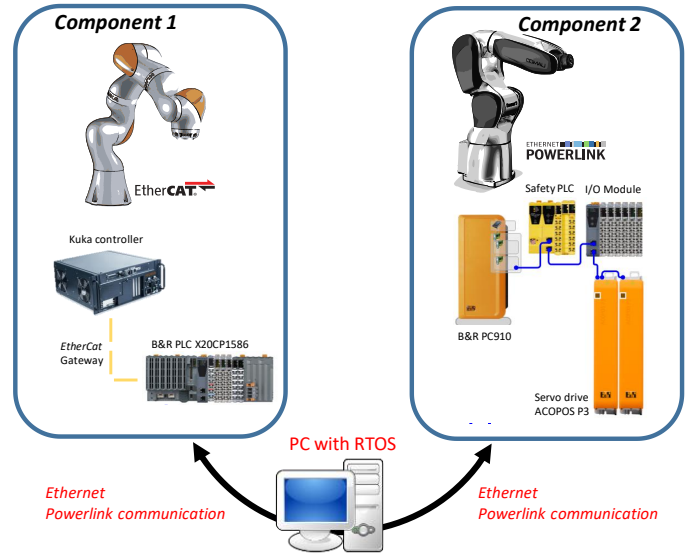 Component 1
EtherCAT.
Kuka controller
EtherCat
Gateway
B&R PLC X20CP1586
Component 2
COMAU
ETHERNET
POWERLINK
Safety PLC
I/O Module
B&R PC910
Servo drive
ACOPOS P3
PC with RTOS
Ethernet
Powerlink communication
Ethernet
Powerlink communication